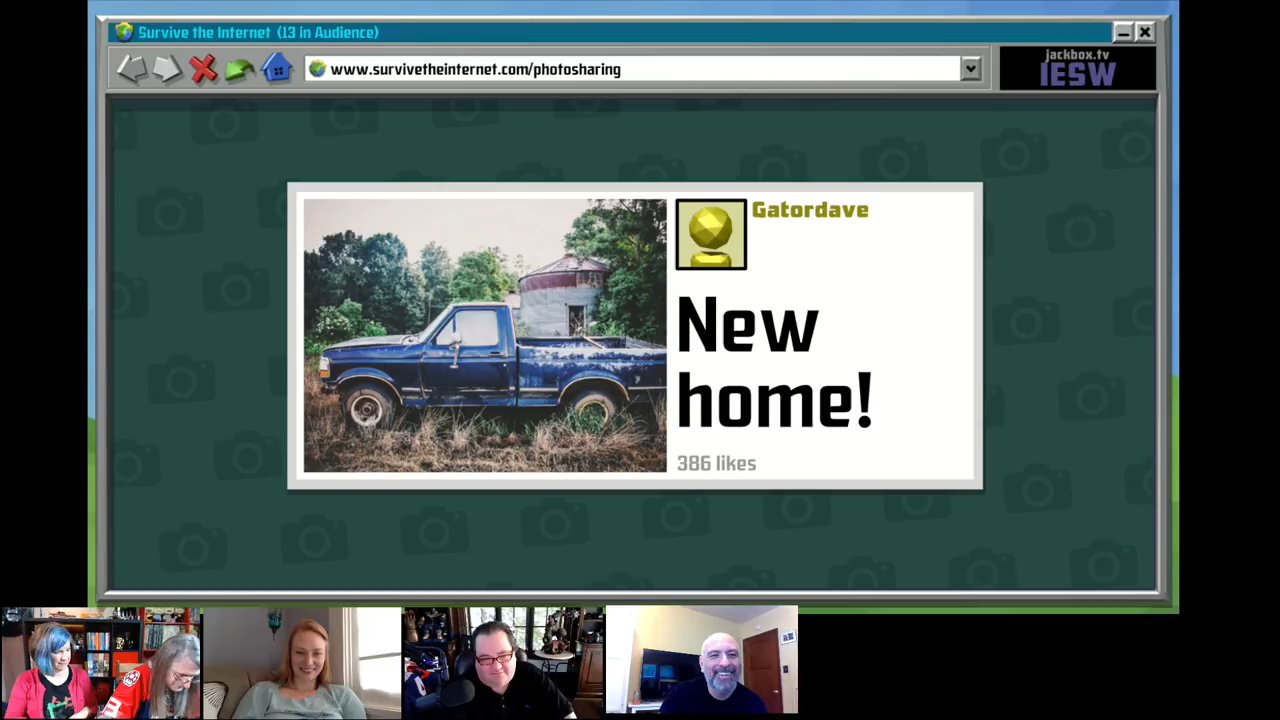 Survive the Internet (13 in Audience)
www.survivetheinternet.com/photosharing
jackbox.tv
IESW
Gatordave
New
home!
386 likes